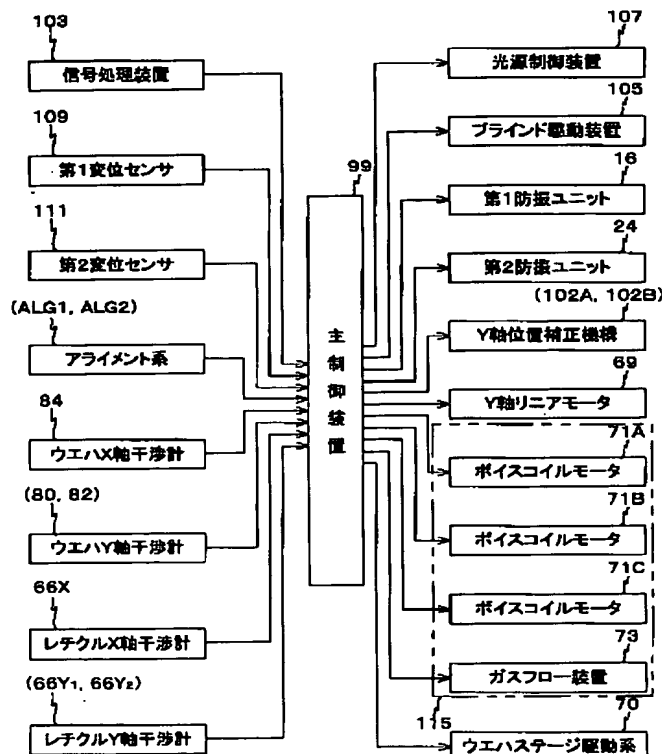 103
信号処理装置
109
第1変位センサ
111
第2変位センサ
(ALG1, ALG2)
アライメント系
84
ウエハX軸干渉計
(80, 82)
ウエハY軸干渉計
66X
レチクルX軸干渉計
(66Y1, 66Y2)
レチクルY軸干渉計
99
主制御装置
107
光源制御装置
105
ブラインド駆動装置
16
第1防振ユニット
24
第2防振ユニット
(102A, 102B)
Y軸位置補正機構
69
Y軸リニアモータ
71A
ボイスコイルモータ
71B
ボイスコイルモータ
71C
ボイスコイルモータ
73
ガスフロー装置
115
70
ウエハステージ駆動系